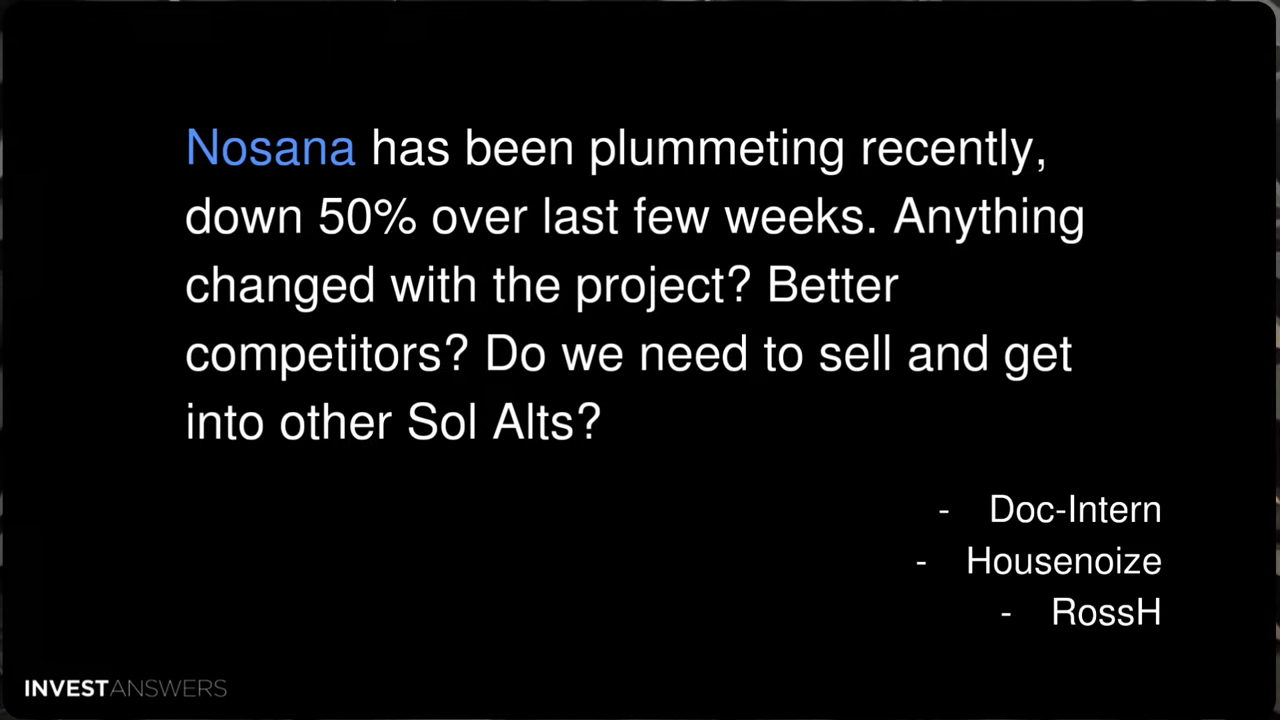 Nosana has been plummeting recently,
down 50% over last few weeks. Anything
changed with the project? Better
competitors? Do we need to sell and get
into other Sol Alts?
- Doc-Intern
- Housenoize
- RossH
INVESTANSWERS